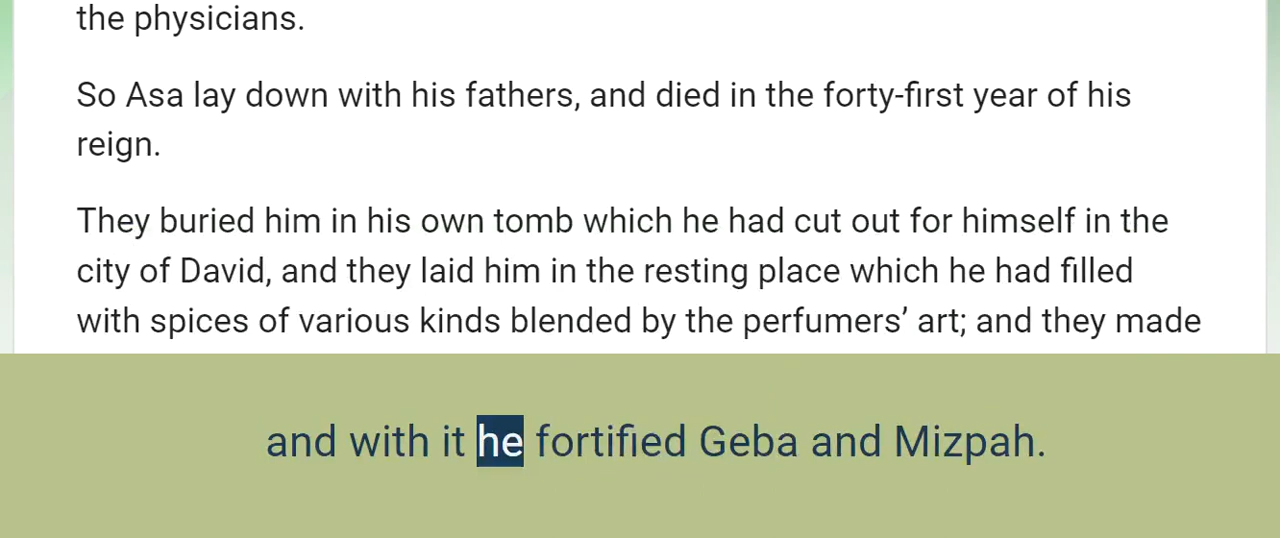 the physicians.
So Asa lay down with his fathers, and died in the forty-first year of his
reign.
They buried him in his own tomb which he had cut out for himself in the
city of David, and they laid him in the resting place which he had filled
with spices of various kinds blended by the perfumers’ art; and they made
and with it he fortified Geba and Mizpah.